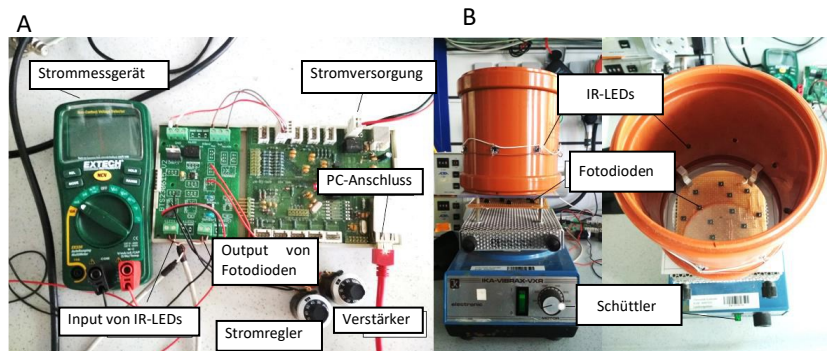 A
B
Strommessgerät
Stromversorgung
IR-LEDs
EXTECH
PC-Anschluss
Fotodioden
Output von
Fotodioden
IKA-VIBRAX-VXR
Input von IR-LEDs
Stromregler
Verstärker
Schüttler